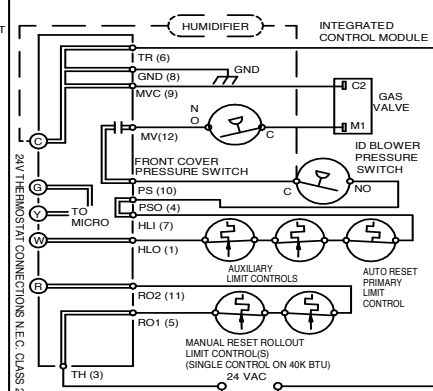 T
HUMIDIFIER
INTEGRATED
CONTROL MODULE
TR (6)
GND (8)
GND
MVC (9)
C2
GAS
VALVE
N
O
C
M1
MV(12)
C
FRONT COVER
PRESSURE SWITCH
ID BLOWER
PRESSURE
SWITCH
G
PS (10)
C
NO
Y
TO
MICRO
PSO (4)
HLI (7)
W
HLO (1)
AUXILIARY
LIMIT CONTROLS
AUTO RESET
PRIMARY
LIMIT
CONTROL
R
RO2 (11)
RO1 (5)
MANUAL RESET ROLLOUT
LIMIT CONTROL(S)
(SINGLE CONTROL ON 40K BTU)
TH (3)
24 VAC
24V THERMOSTAT CONNECTIONS N.E.C. CLASS 2